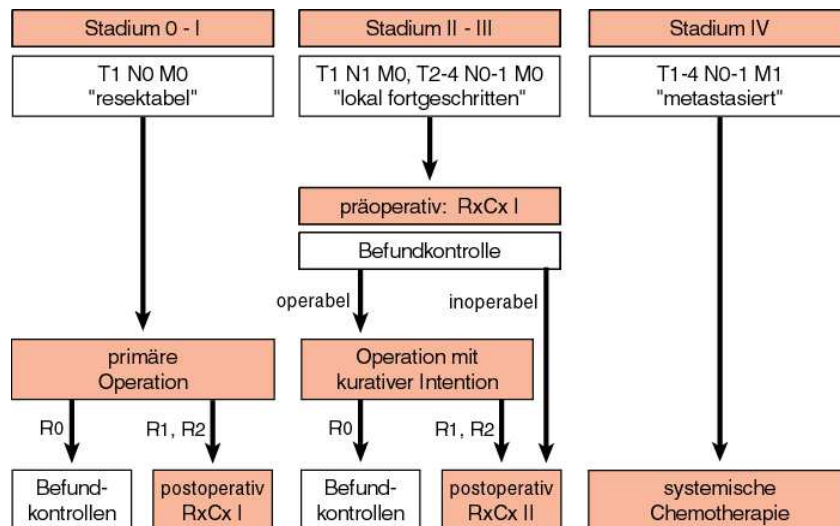 Stadium 0 - I
T1 N0 M0
"resektabel"
Stadium II - III
T1 N1 M0, T2-4 N0-1 M0
"lokal fortgeschritten"
Stadium IV
T1-4 N0-1 M1
"metastasiert"
präoperativ: RxCx I
Befundkontrolle
operabel
inoperabel
primäre
Operation
Operation mit
kurativer Intention
R0
R1, R2
R0
R1, R2
Befund-
kontrollen
postoperativ
RxCx I
Befund-
kontrollen
postoperativ
RxCx II
systemische
Chemotherapie